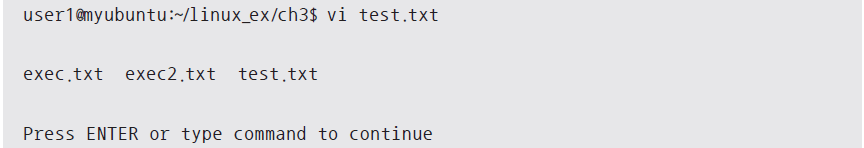 user1@myubuntu:~/linux_ex/ch3$ vi test.txt
exec.txt  exec2.txt  test.txt
Press ENTER or type command to continue